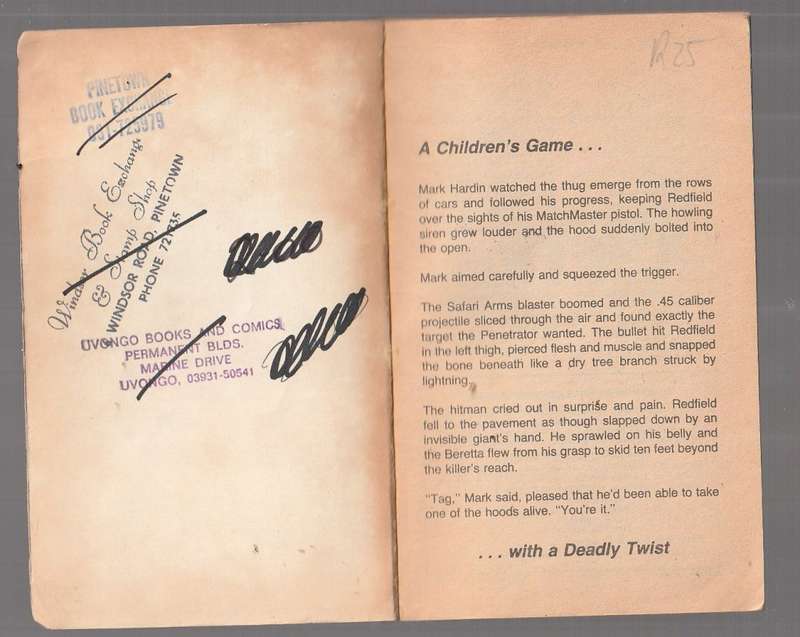 PINETOWN
BOOK EXCHANGE
Windsor Book Exchange
& Stamp Shop
WINDSOR ROAD, PINETOWN
PHONE
UVONGO BOOKS AND COMICS
PERMANENT BLDS.
MARINE DRIVE
UVONGO, 03931-50541
R25
A Children's Game . . .
Mark Hardin watched the thug emerge from the rows
of cars and followed his progress, keeping Redfield
over the sights of his MatchMaster pistol. The howling
siren grew louder and the hood suddenly bolted into
the open.
Mark aimed carefully and squeezed the trigger.
The Safari Arms blaster boomed and the .45 caliber
projectile sliced through the air and found exactly the
target the Penetrator wanted. The bullet hit Redfield
in the left thigh, pierced flesh and muscle and snapped
the bone beneath like a dry tree branch struck by
lightning.
The hitman cried out in surprise and pain. Redfield
fell to the pavement as though slapped down by an
invisible giant's hand. He sprawled on his belly and
the Beretta flew from his grasp to skid ten feet beyond
the killer's reach.
"Tag," Mark said, pleased that he'd been able to take
one of the hoods alive. "You're it."
. . . with a Deadly Twist